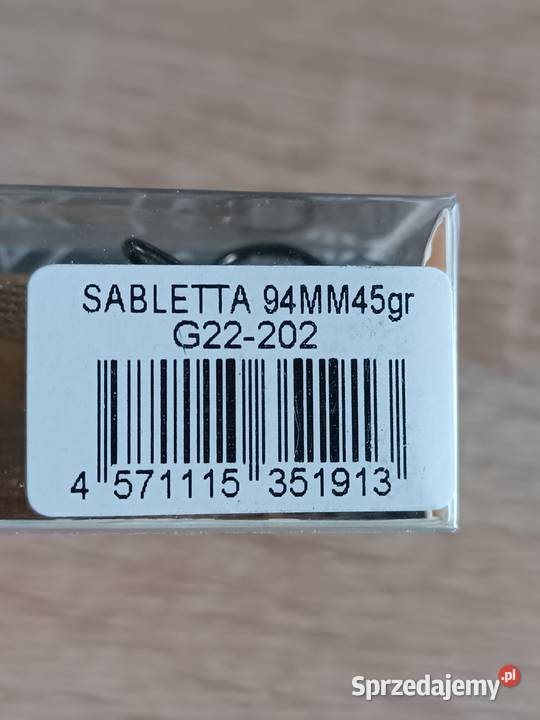 SABLETTA 94MM45gr
G22-202
4 571115 351913
Sprzedajemy.pl